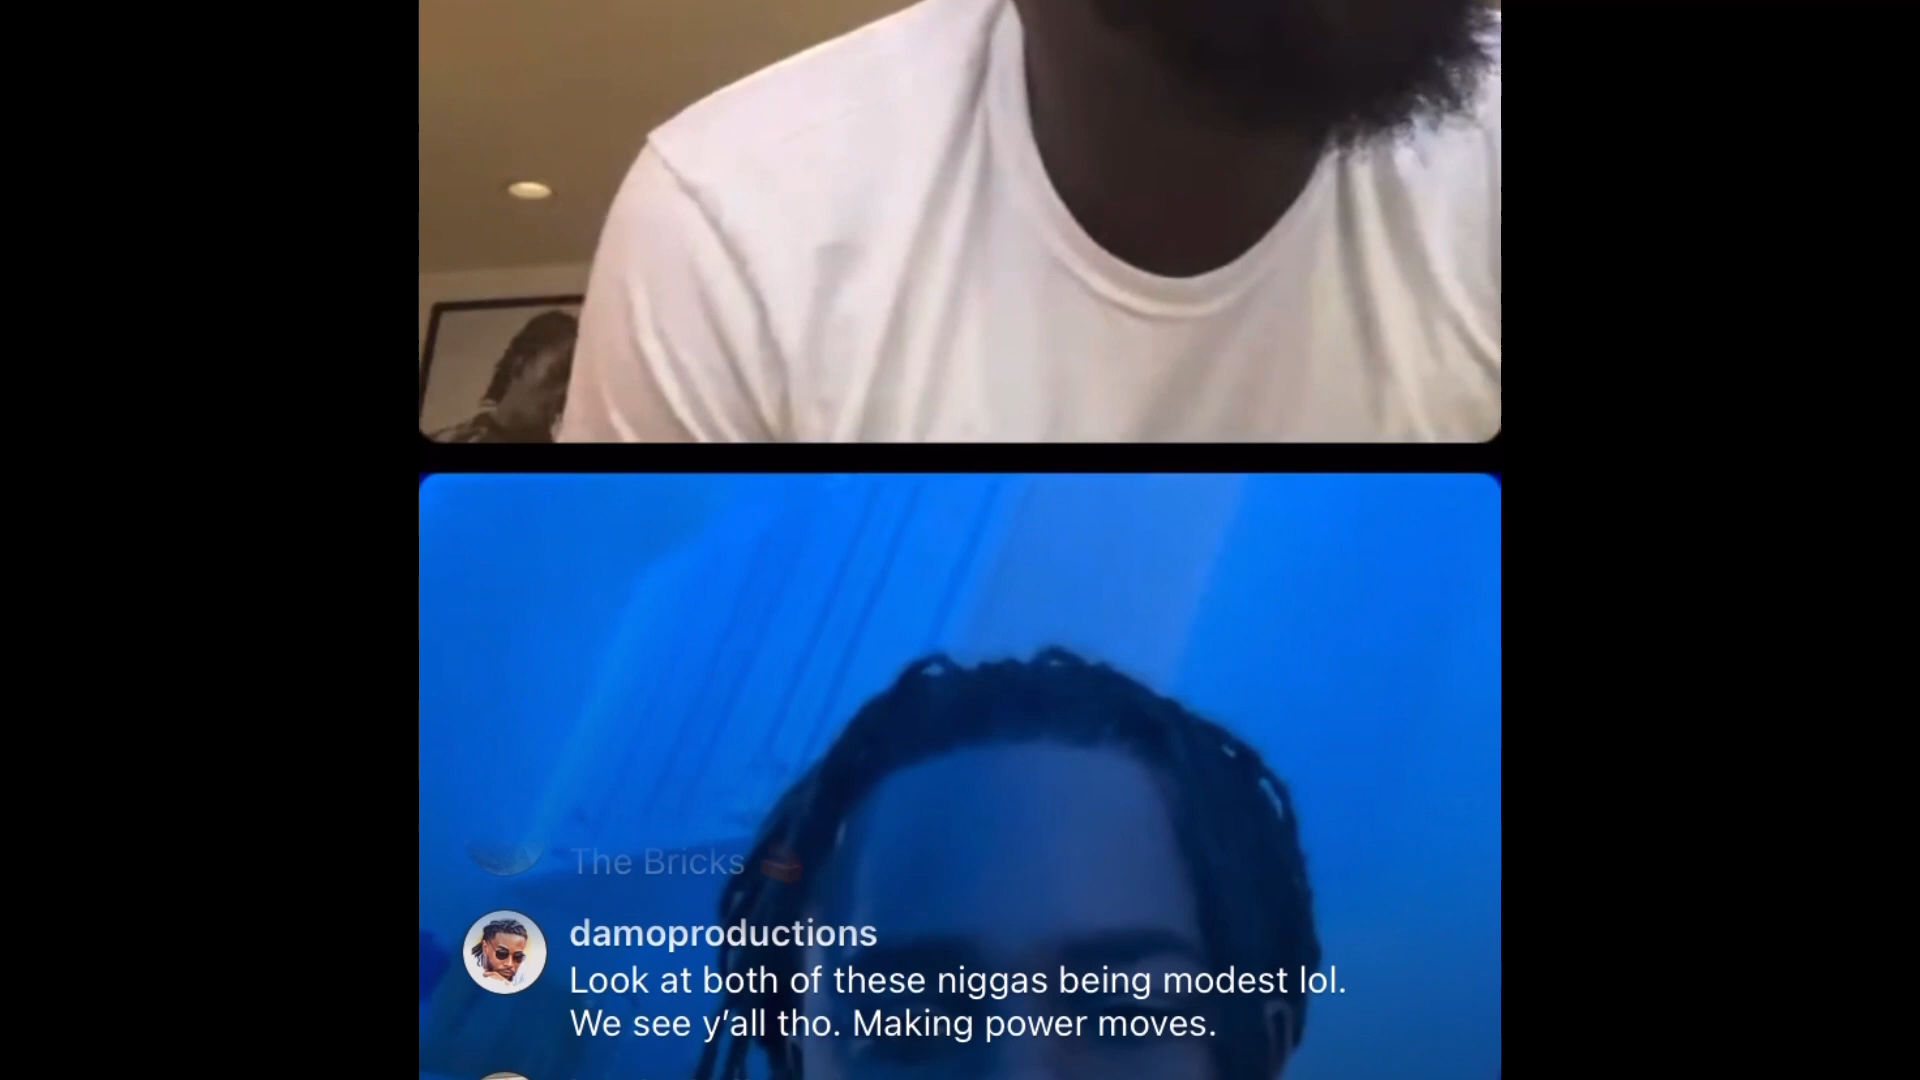 The Bricks 🧱
damoproductions
Look at both of these niggas being modest lol.
We see y’all tho. Making power moves.